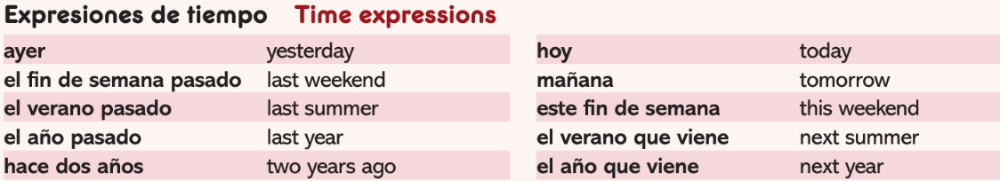 Expresiones de tiempo Time expressions
ayer yesterday
el fin de semana pasado last weekend
el verano pasado last summer
el año pasado last year
hace dos años two years ago
hoy today
mañana tomorrow
este fin de semana this weekend
el verano que viene next summer
el año que viene next year